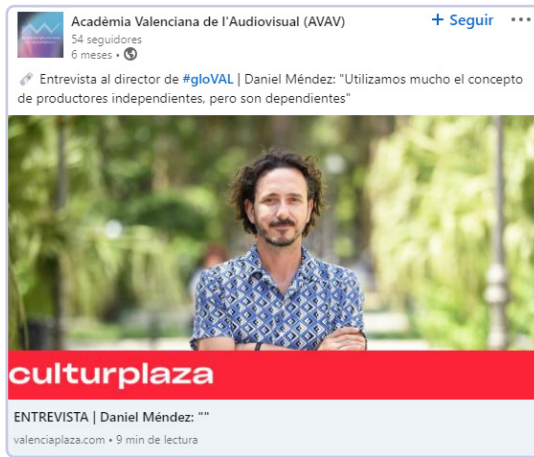 Acadèmia Valenciana de l'Audiovisual (AVAV)
+ Seguir
54 seguidores
6 meses •
Entrevista al director de #gloVAL | Daniel Méndez: "Utilizamos mucho el concepto
de productores independientes, pero son dependientes"
culturplaza
ENTREVISTA | Daniel Méndez: ""
valenciaplaza.com • 9 min de lectura